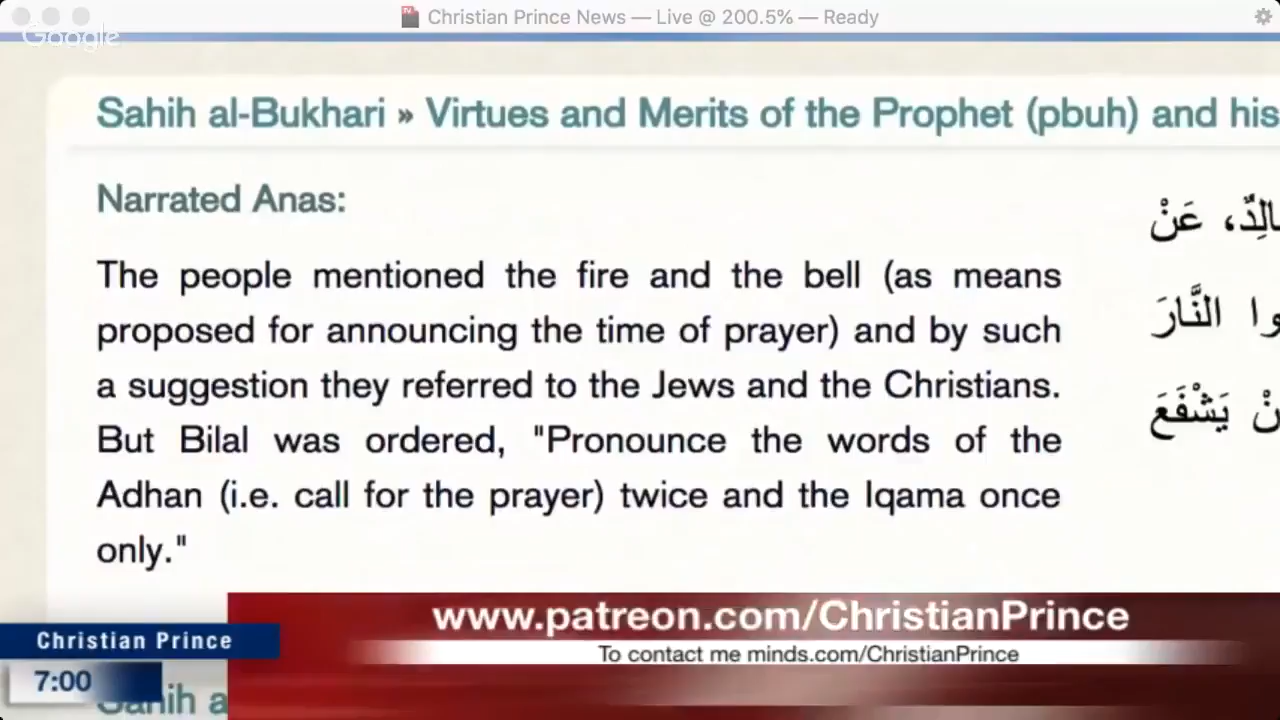 Christian Prince News — Live @ 200.5% — Ready
Google
Sahih al-Bukhari » Virtues and Merits of the Prophet (pbuh) and his
Narrated Anas:
The people mentioned the fire and the bell (as means
proposed for announcing the time of prayer) and by such
a suggestion they referred to the Jews and the Christians.
But Bilal was ordered, "Pronounce the words of the
Adhan (i.e. call for the prayer) twice and the Iqama once
only."
عَنْ
النَّارَ
يَشْفَعَ
www.patreon.com/ChristianPrince
To contact me minds.com/ChristianPrince
Christian Prince
7:00
Sahih a